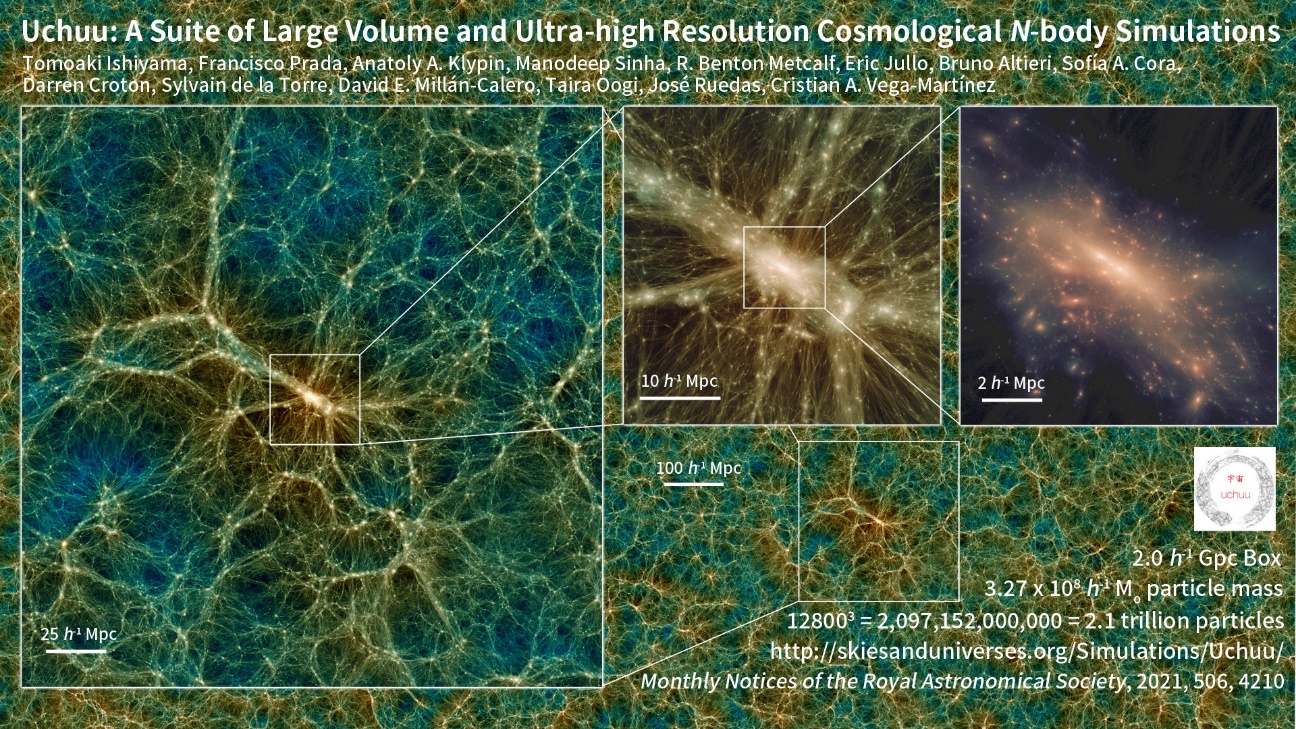 Uchuu: A Suite of Large Volume and Ultra-high Resolution Cosmological N-body Simulations
Tomoaki Ishiyama, Francisco Prada, Anatoly A. Klypin, Manodeep Sinha, R. Benton Metcalf, Eric Jullo, Bruno Altieri, Sofía A. Cora,
Darren Croton, Sylvain de la Torre, David E. Millán-Calero, Taira Oogi, José Ruedas, Cristian A. Vega-Martínez
25 h⁻¹ Mpc
10 h⁻¹ Mpc
2 h⁻¹ Mpc
100 h⁻¹ Mpc
宇宙
uchuu
2.0 h⁻¹ Gpc Box
3.27 x 10⁸ h⁻¹ Mₒ particle mass
12800³ = 2,097,152,000,000 = 2.1 trillion particles
http://skiesanduniverses.org/Simulations/Uchuu/
Monthly Notices of the Royal Astronomical Society, 2021, 506, 4210